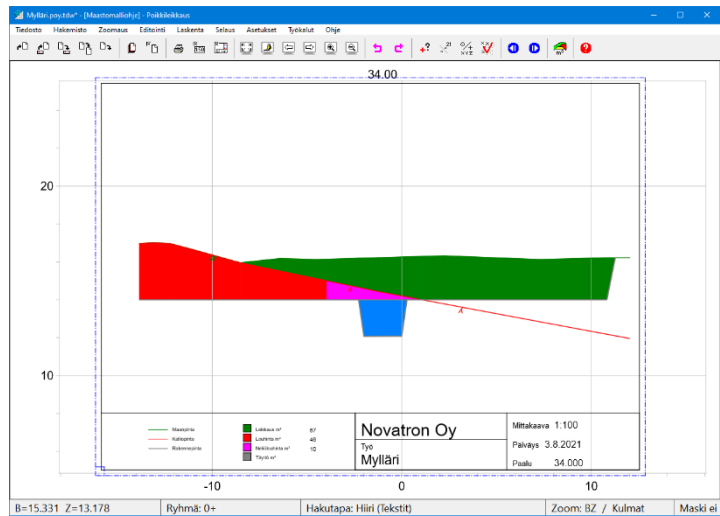 Mylläri.poy.tdw* - [Maastomalliohje] - Poikkileikkaus
Tiedosto Hakemisto Zoomaus Editointi Laskenta Selaus Asetukset Työkalut Ohje
34.00
20
10
Maanpinta
Kalliopinta
Rakennepinta
Leikkaus m² 67
Louhinta m² 46
Neliölouhinta m² 10
Täyttö m²
Novatron Oy
Työ
Mylläri
Mittakaava 1:100
Päiväys 3.8.2021
Paalu 34.000
-10 0 10
B=15.331 Z=13.178 Ryhmä: 0+ Hakutapa: Hiiri (Tekstit) Zoom: BZ / Kulmat Maski ei